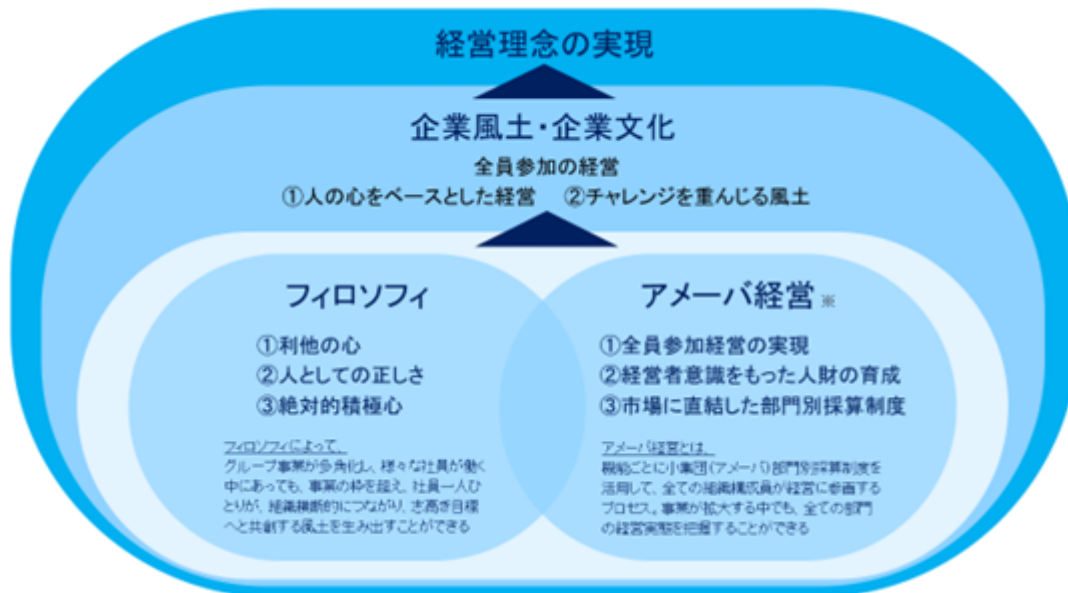 経営理念の実現
企業風土・企業文化
全員参加の経営
①人の心をベースとした経営　②チャレンジを重んじる風土
フィロソフィ
①利他の心
②人としての正しさ
③絶対的積極心
フィロソフィによって、
グループ事業が多角化し、様々な社員が働く
中にあっても、事業の枠を超え、社員一人ひ
とりが、組織横断的につながり、志高き目標
へと共創する風土を生み出すことができる
アメーバ経営 ※
①全員参加経営の実現
②経営者意識をもった人財の育成
③市場に直結した部門別採算制度
アメーバ経営とは、
機能ごとに小集団(アメーバ)部門別採算制度を
活用して、全ての組織構成員が経営に参画する
プロセス。事業が拡大する中でも、全ての部門
の経営実態を把握することができる